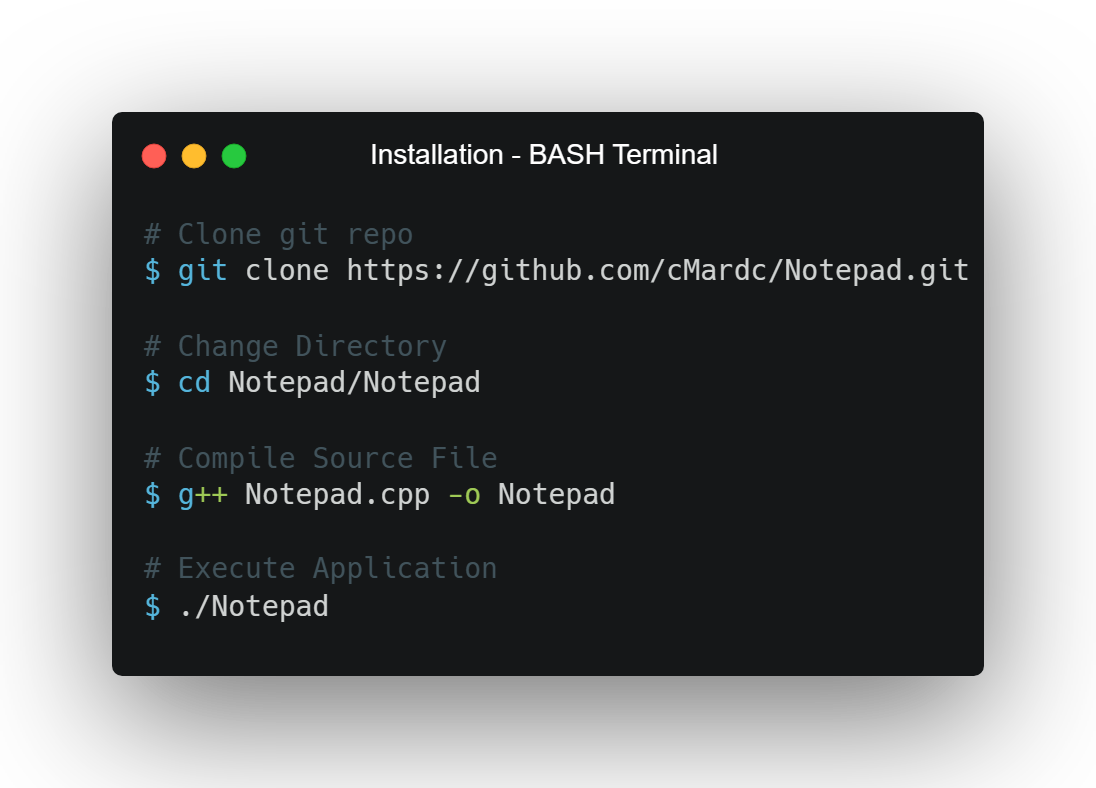 Installation - BASH Terminal
# Clone git repo
$ git clone https://github.com/cMardc/Notepad.git
# Change Directory
$ cd Notepad/Notepad
# Compile Source File
$ g++ Notepad.cpp -o Notepad
# Execute Application
$ ./Notepad